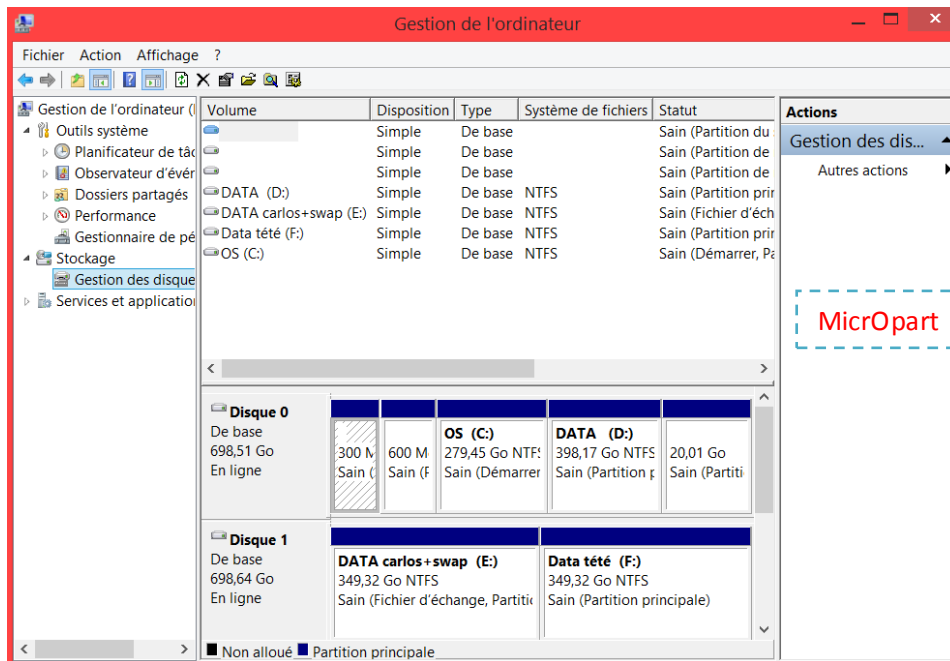 Gestion de l'ordinateur
Fichier Action Affichage ?
Gestion de l'ordinateur (
Outils système
Planificateur de tâc
Observateur d'évér
Dossiers partagés
Performance
Gestionnaire de pé
Stockage
Gestion des disque
Services et application
Volume Disposition Type Système de fichiers Statut
Simple De base Sain (Partition du
Simple De base Sain (Partition de
Simple De base Sain (Partition de
DATA (D:) Simple De base NTFS Sain (Partition prin
DATA carlos+swap (E:) Simple De base NTFS Sain (Fichier d'éch
Data tété (F:) Simple De base NTFS Sain (Partition prin
OS (C:) Simple De base NTFS Sain (Démarrer, Pa
Actions
Gestion des dis...
Autres actions
MicrOpart
Disque 0
De base
698,51 Go
En ligne
300 M
Sain (
600 M
Sain (P
OS (C:)
279,45 Go NTFS
Sain (Démarrer
DATA (D:)
398,17 Go NTFS
Sain (Partition p
20,01 Go
Sain (Partiti
Disque 1
De base
698,64 Go
En ligne
DATA carlos+swap (E:)
349,32 Go NTFS
Sain (Fichier d'échange, Partitio
Data tété (F:)
349,32 Go NTFS
Sain (Partition principale)
Non alloué Partition principale